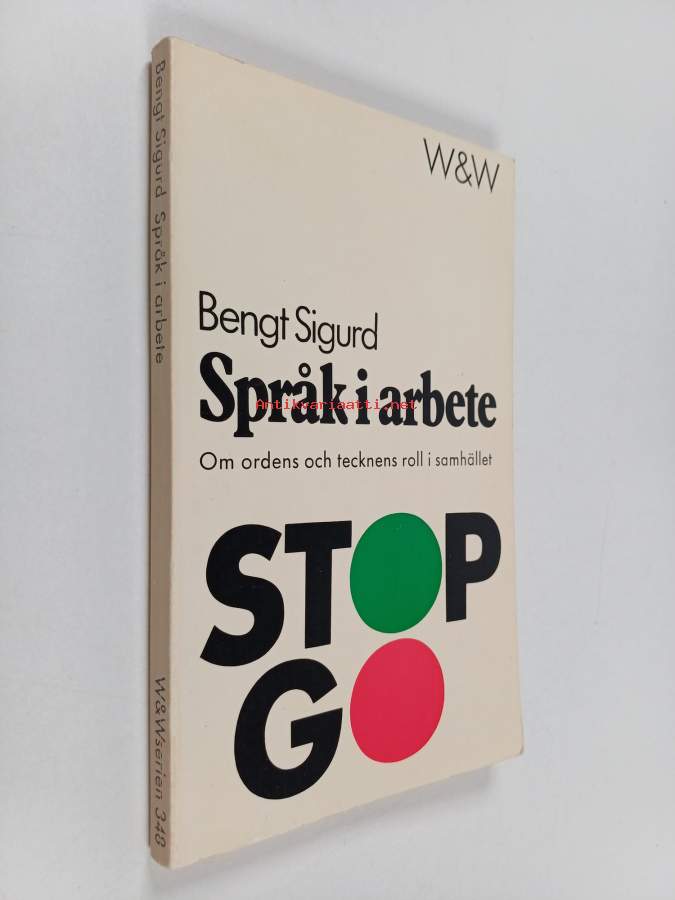 W&W
Bengt Sigurd
Språk i arbete
Antikvariaatti.net
Om ordens och tecknens roll i samhället
STOP
GO
Bengt Sigurd Språk i arbete
W&Wserien 348